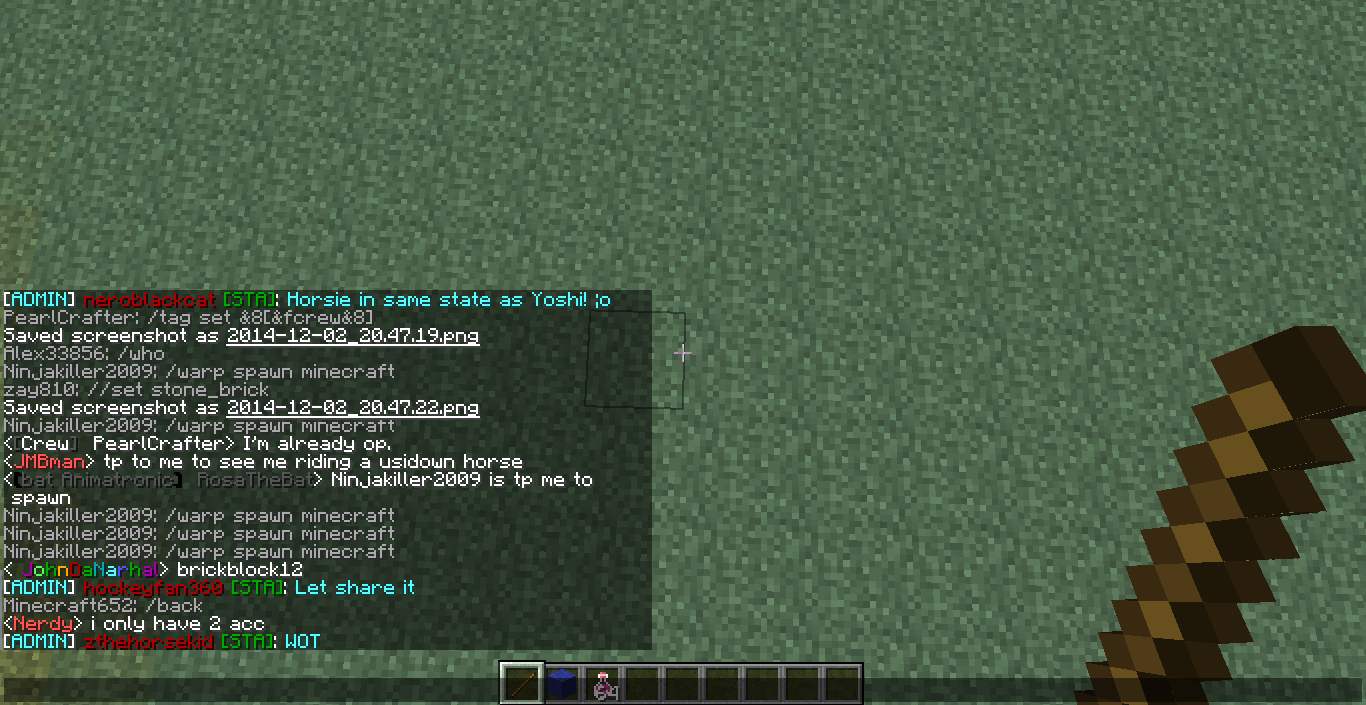 [ADMIN] neroblackcat [STA]: Horsie in same state as Yoshi! ¦o
PearlCrafter: /tag set &8[&fcrew&8]
Saved screenshot as 2014-12-02_20.47.19.png
Alex33856: /who
Ninjakiller2009: /warp spawn minecraft
zay810: //set stone_brick
Saved screenshot as 2014-12-02_20.47.22.png
Ninjakiller2009: /warp spawn minecraft
<[Crew] PearlCrafter> I'm already op.
<JMBman> tp to me to see me riding a usidown horse
<[bat Animatronic] RosaTheBat> Ninjakiller2009 is tp me to
spawn
Ninjakiller2009: /warp spawn minecraft
Ninjakiller2009: /warp spawn minecraft
Ninjakiller2009: /warp spawn minecraft
< JohnDaNarhal> brickblock12
[ADMIN] hockeyfan360 [STA]: Let share it
Minecraft652: /back
<Nerdy> i only have 2 acc
[ADMIN] zthehorsekid [STA]: WOT
64